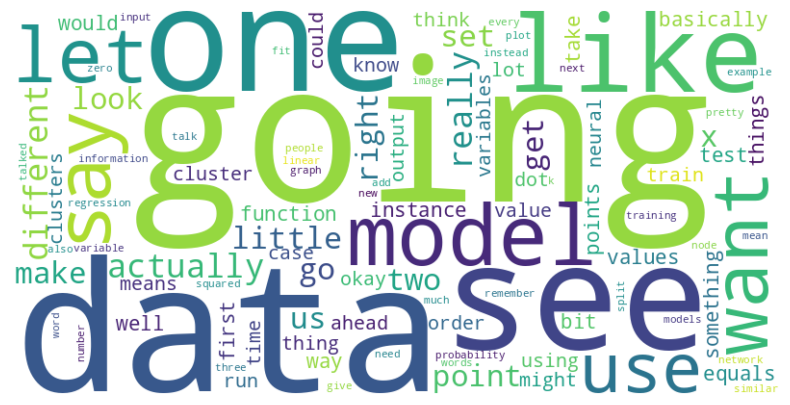 let
one
like
going
data
see
model
say
want
use
would
input
could
know
every
plot
think
instead
set
take
basically
lot
next
example
zero
fit
image
look
different
talk
people
linear
graph
right
output
really
variables
get
dot
k
neural
x
pretty
test
things
train
talked
clusters
information
regression
also
variable
cluster
function
instance
value
add
new
points
training
values
node
mean
little
case
go
make
actually
means
squared
okay
two
much
remember
bit
split
something
models
word
number
well
first
three
run
time
us
thing
ahead
way
need
give
order
point
probability
words
using
might
equals
network
similar